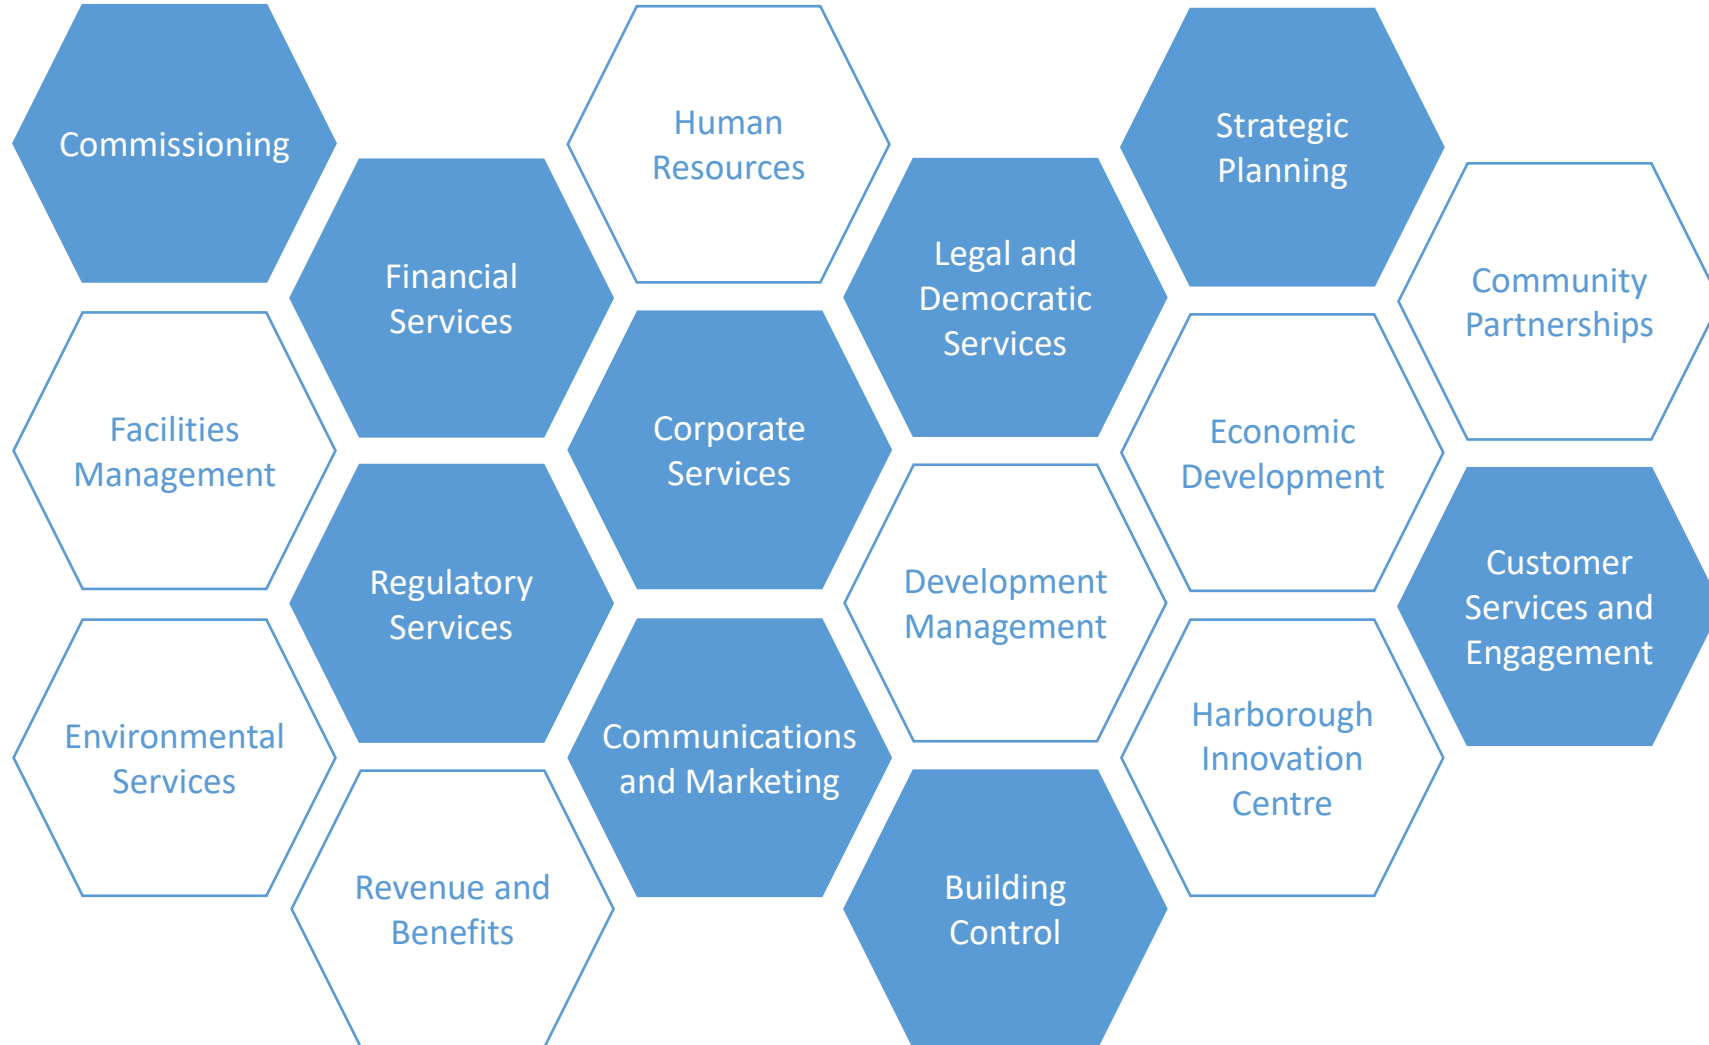 Commissioning
Human
Resources
Strategic
Planning
Financial
Services
Legal and
Democratic
Services
Community
Partnerships
Facilities
Management
Corporate
Services
Economic
Development
Regulatory
Services
Development
Management
Customer
Services and
Engagement
Environmental
Services
Communications
and Marketing
Harborough
Innovation
Centre
Revenue and
Benefits
Building
Control